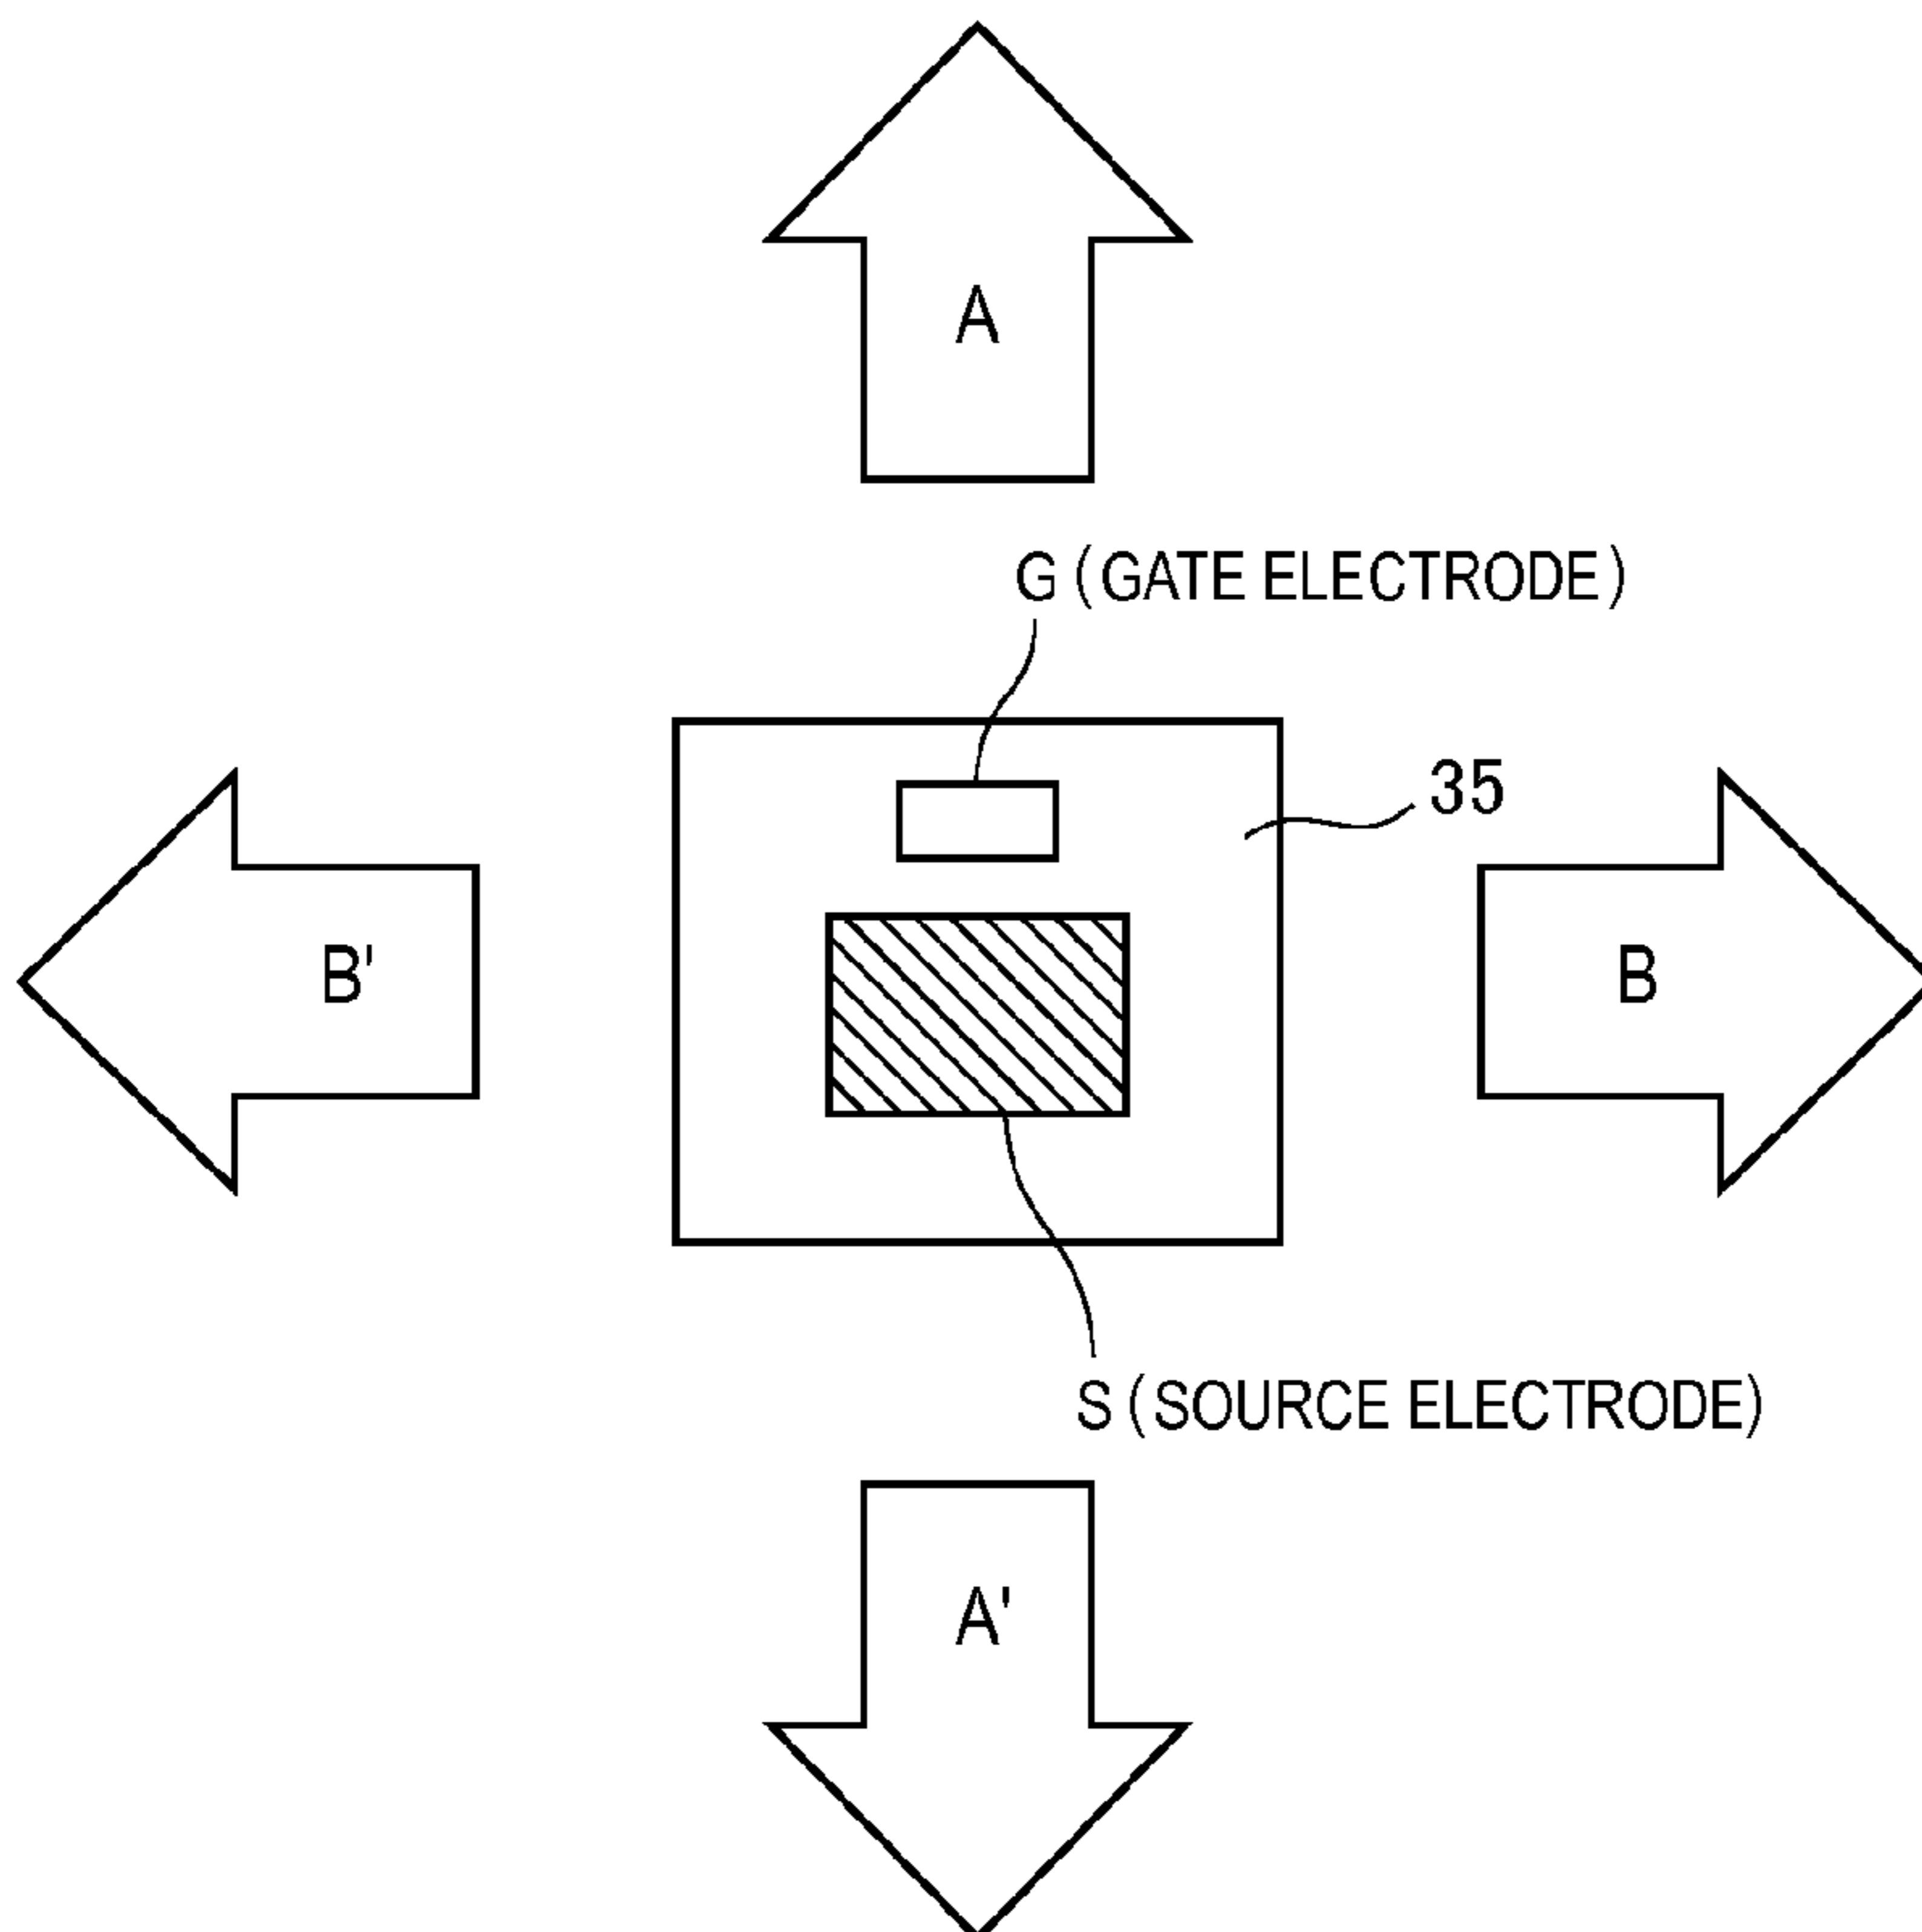 A
G (GATE ELECTRODE)
35
B'
B
S (SOURCE ELECTRODE)
A'